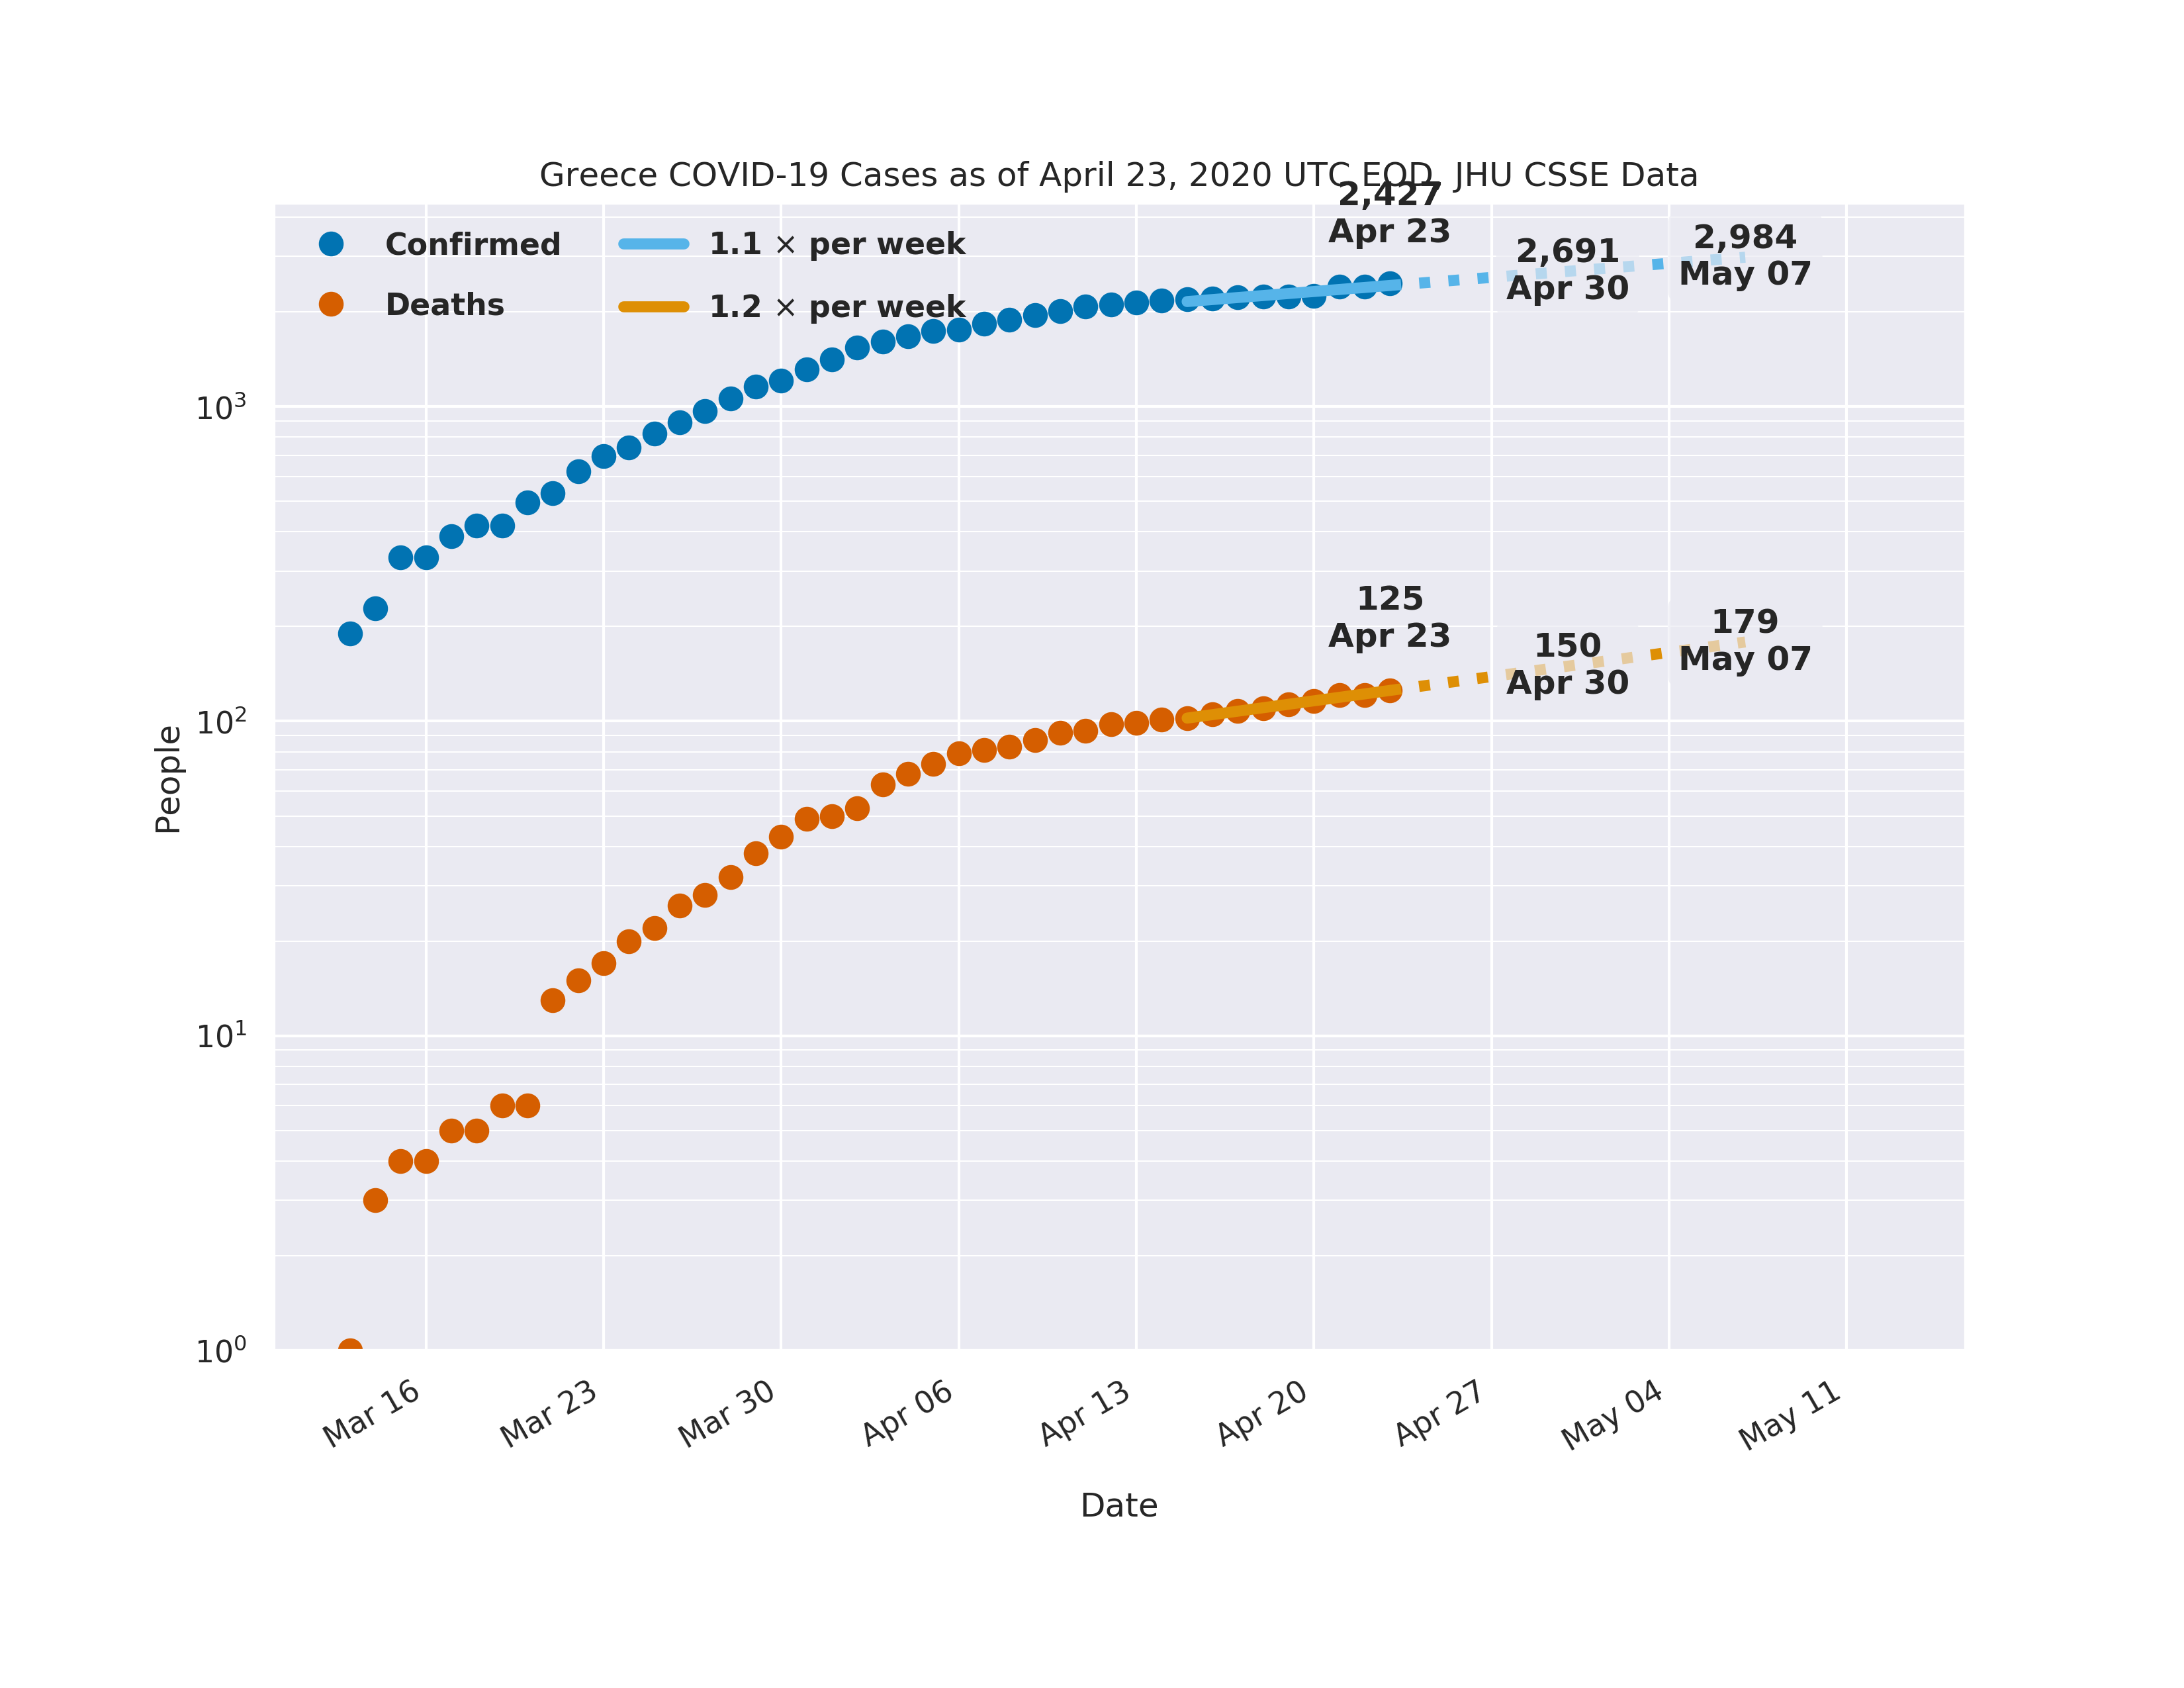 Greece COVID-19 Cases as of April 23, 2020 UTC EOD, JHU CSSE Data
Confirmed
Deaths
1.1 × per week
1.2 × per week
2,427
Apr 23
2,691
Apr 30
2,984
May 07
125
Apr 23
150
Apr 30
179
May 07
People
10³
10²
10¹
10⁰
Mar 16
Mar 23
Mar 30
Apr 06
Apr 13
Apr 20
Apr 27
May 04
May 11
Date